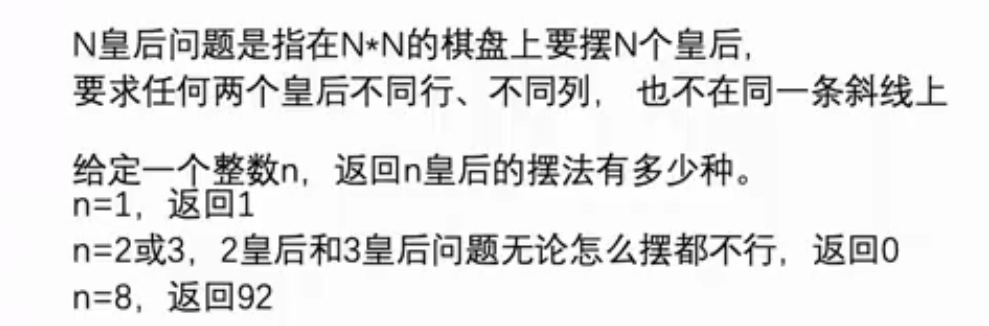 N皇后问题是指在N*N的棋盘上要摆N个皇后，
要求任何两个皇后不同行、不同列， 也不在同一条斜线上
给定一个整数n，返回n皇后的摆法有多少种。
n=1，返回1
n=2或3，2皇后和3皇后问题无论怎么摆都不行，返回0
n=8，返回92